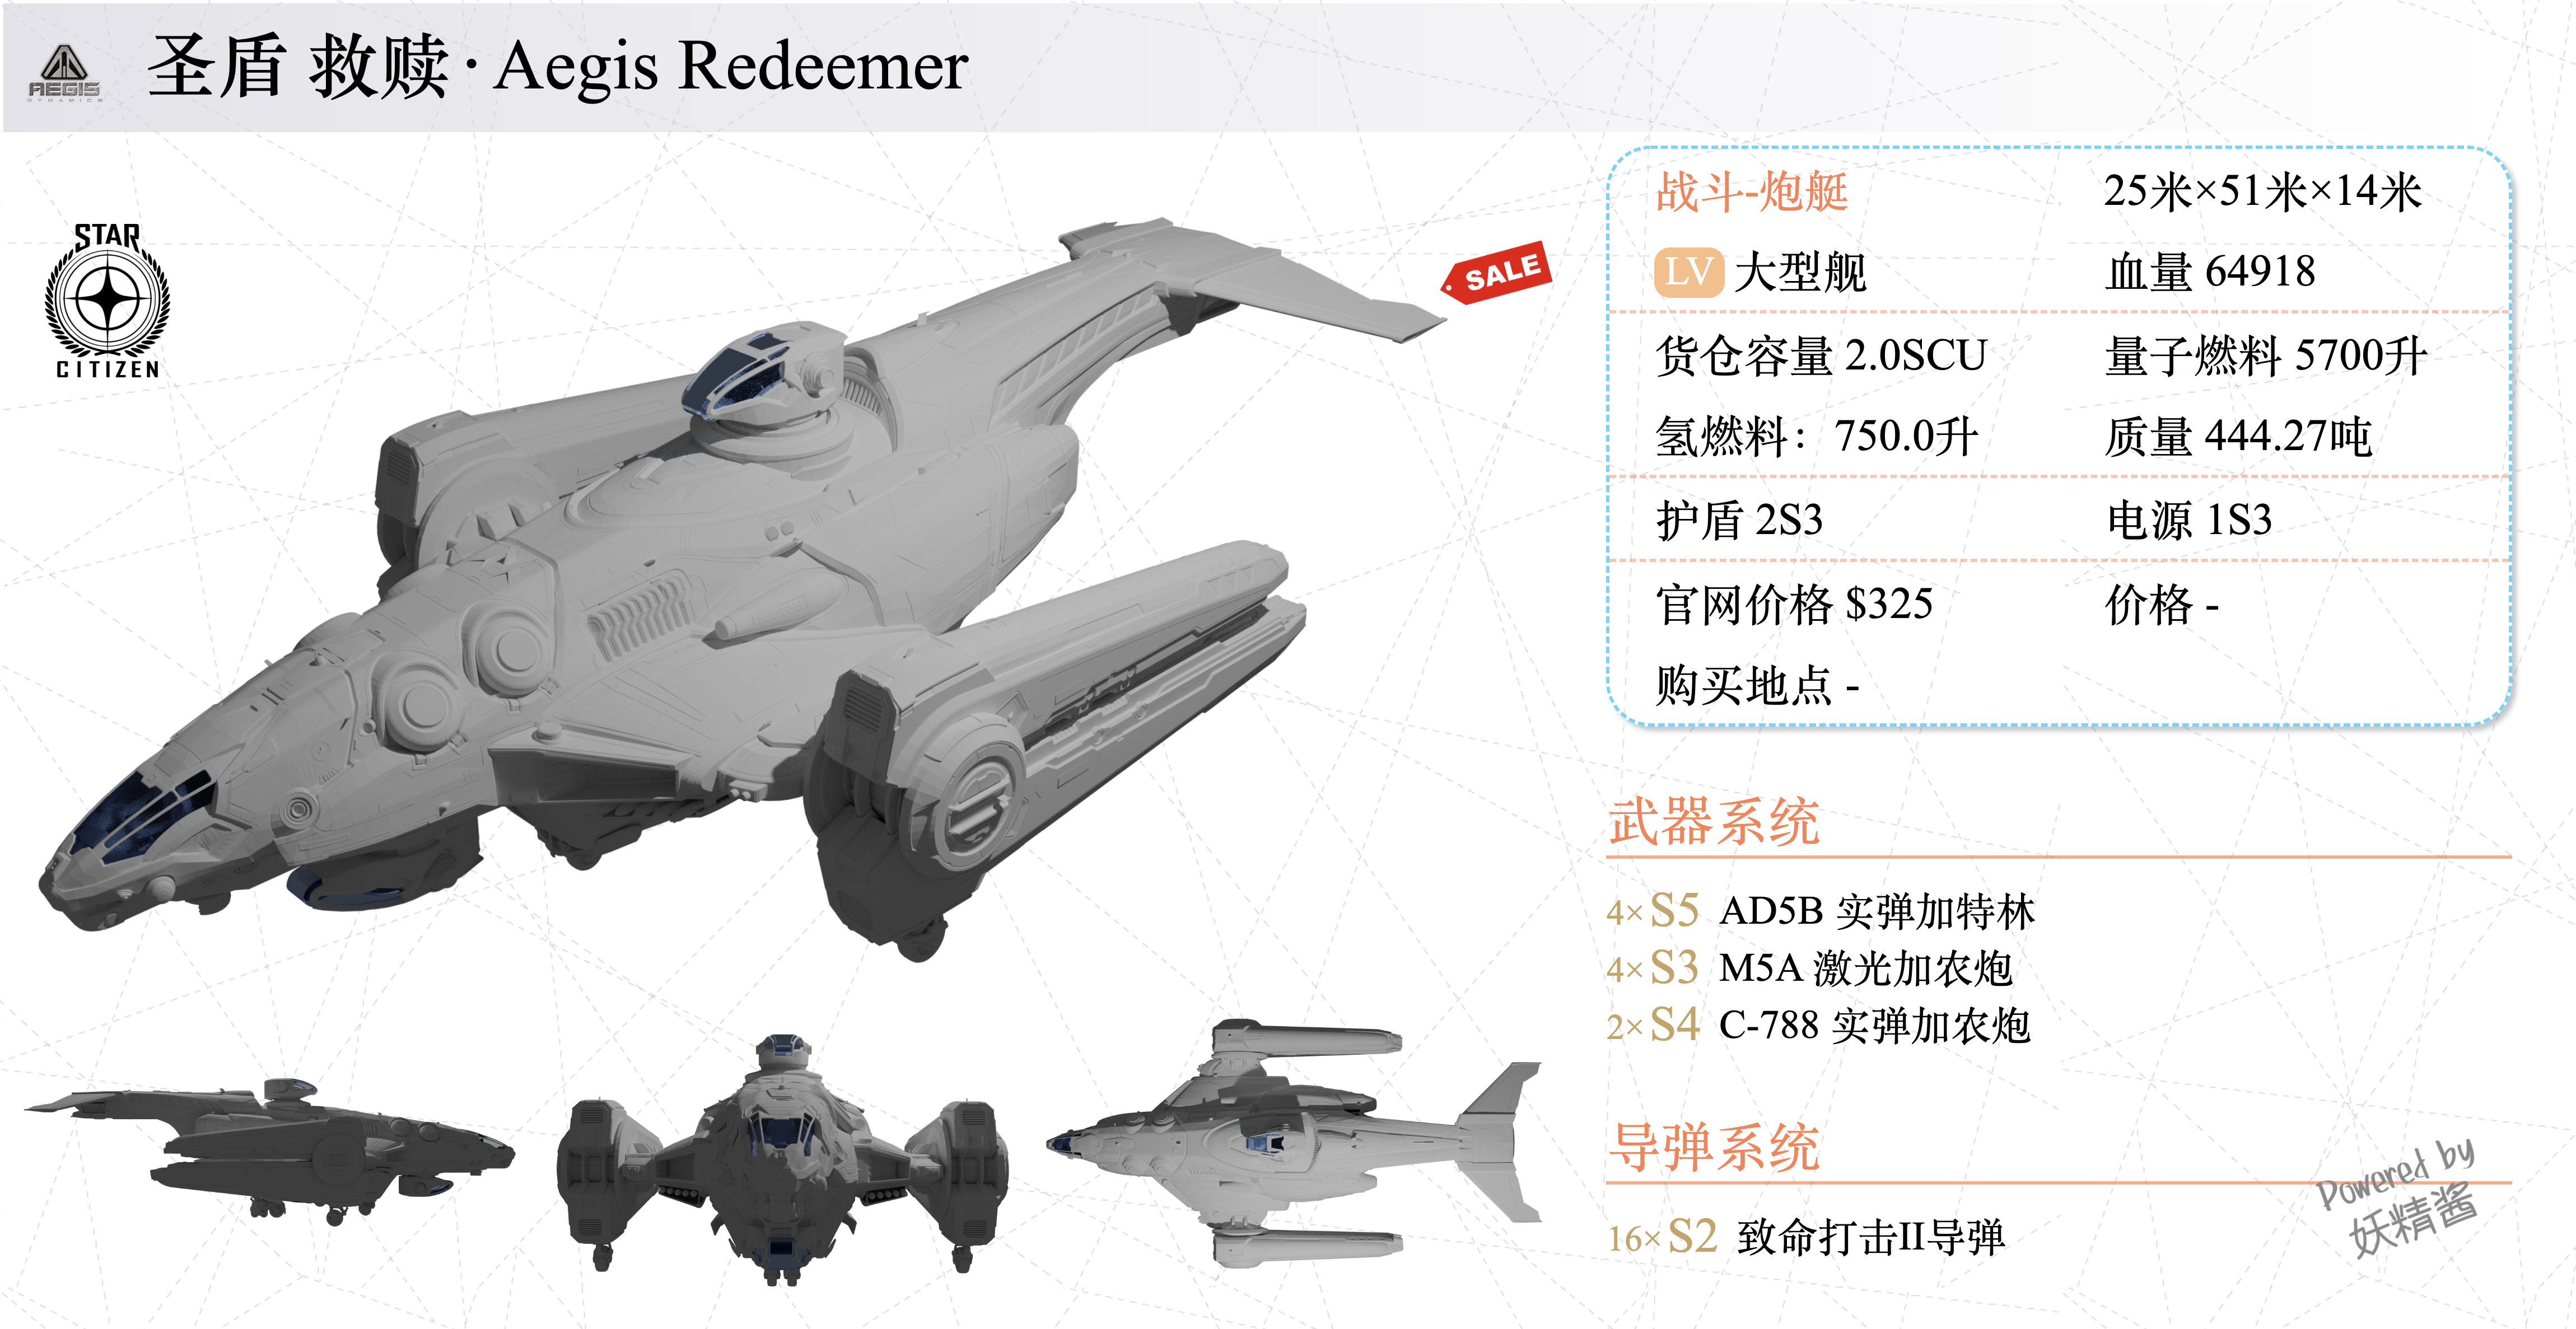 AEGIS
DYNAMICS
圣盾 救赎·Aegis Redeemer
STAR
CITIZEN
SALE
战斗-炮艇 25米×51米×14米
LV 大型舰 血量 64918
货仓容量 2.0SCU 量子燃料 5700升
氢燃料：750.0升 质量 444.27吨
护盾 2S3 电源 1S3
官网价格 $325 价格 -
购买地点 -
武器系统
4× S5 AD5B 实弹加特林
4× S3 M5A 激光加农炮
2× S4 C-788 实弹加农炮
导弹系统
16× S2 致命打击II导弹
Powered by
妖精酱